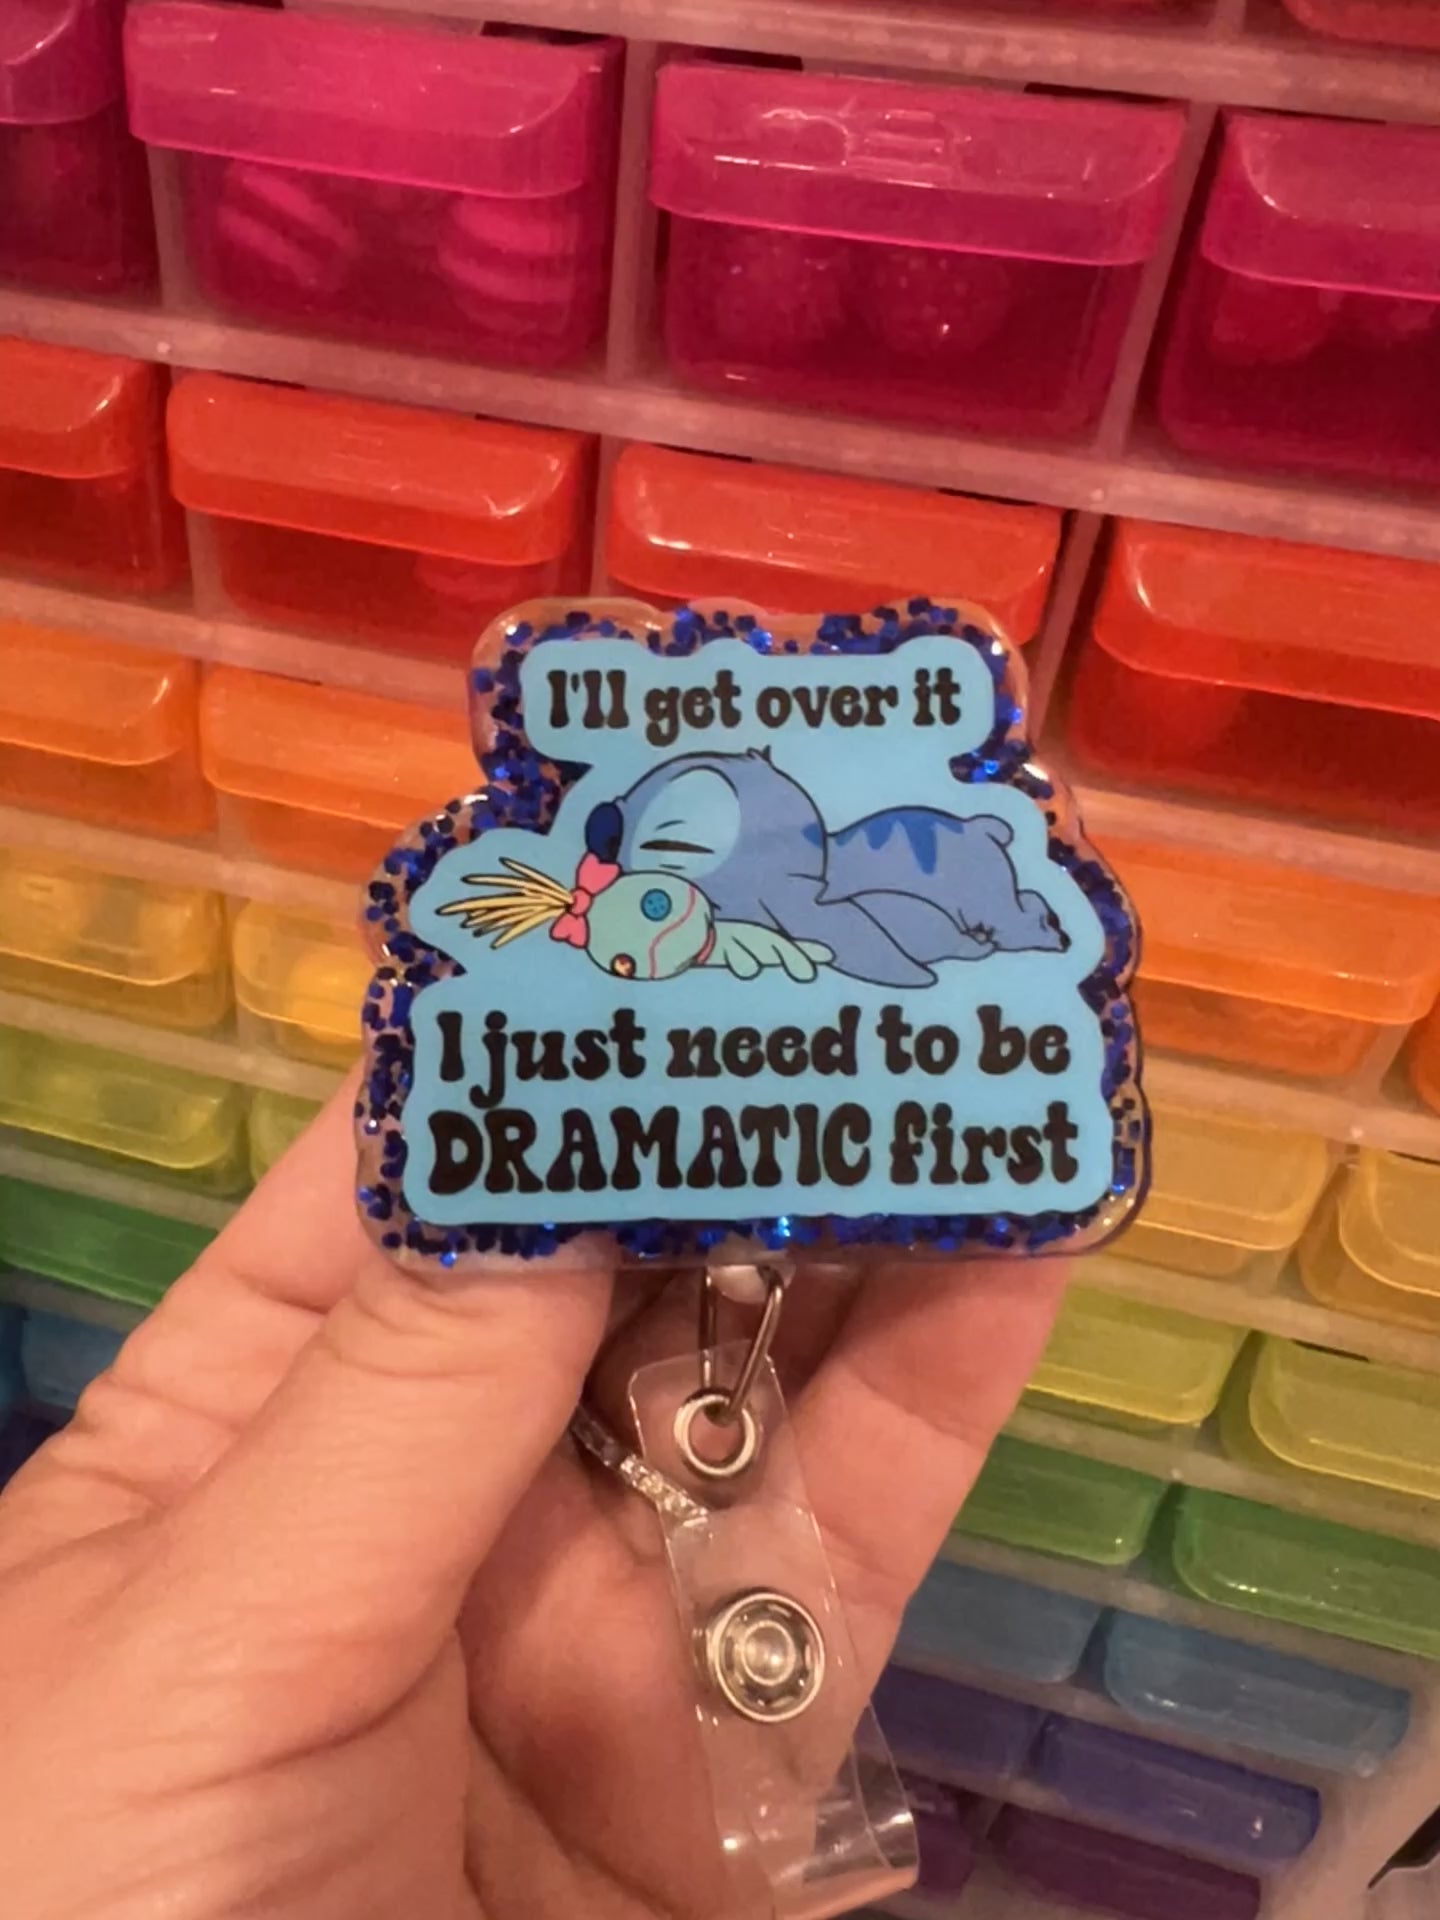 I'll get over it
I just need to be
DRAMATIC first